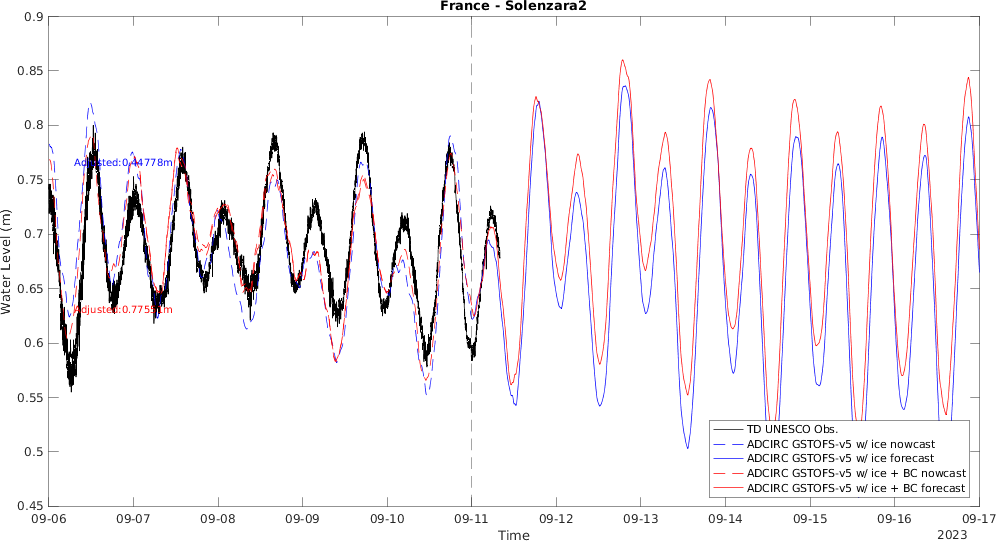 France - Solenzara2
0.9
0.85
0.8
0.75
0.7
0.65
0.6
0.55
0.5
0.45
Water Level (m)
Adjusted:0.44778m
Adjusted:0.77551m
TD UNESCO Obs.
ADCIRC GSTOFS-v5 w/ ice nowcast
ADCIRC GSTOFS-v5 w/ ice forecast
ADCIRC GSTOFS-v5 w/ ice + BC nowcast
ADCIRC GSTOFS-v5 w/ ice + BC forecast
09-06 09-07 09-08 09-09 09-10 09-11 09-12 09-13 09-14 09-15 09-16 09-17
Time
2023